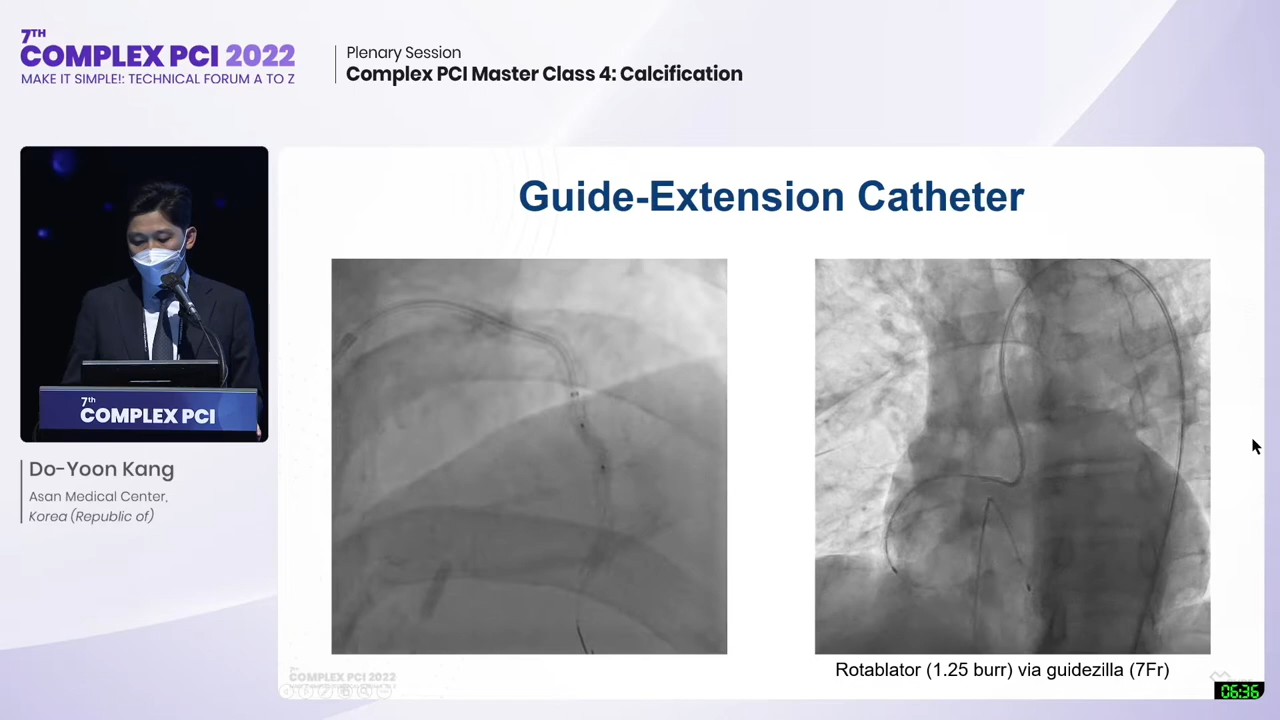 7TH
COMPLEX PCI 2022
MAKE IT SIMPLE!: TECHNICAL FORUM A TO Z
Plenary Session
Complex PCI Master Class 4: Calcification
Guide-Extension Catheter
7th
COMPLEX PCI
Do-Yoon Kang
Asan Medical Center,
Korea (Republic of)
Rotablator (1.25 burr) via guidezilla (7Fr)
7th
COMPLEX PCI 2022
06:36